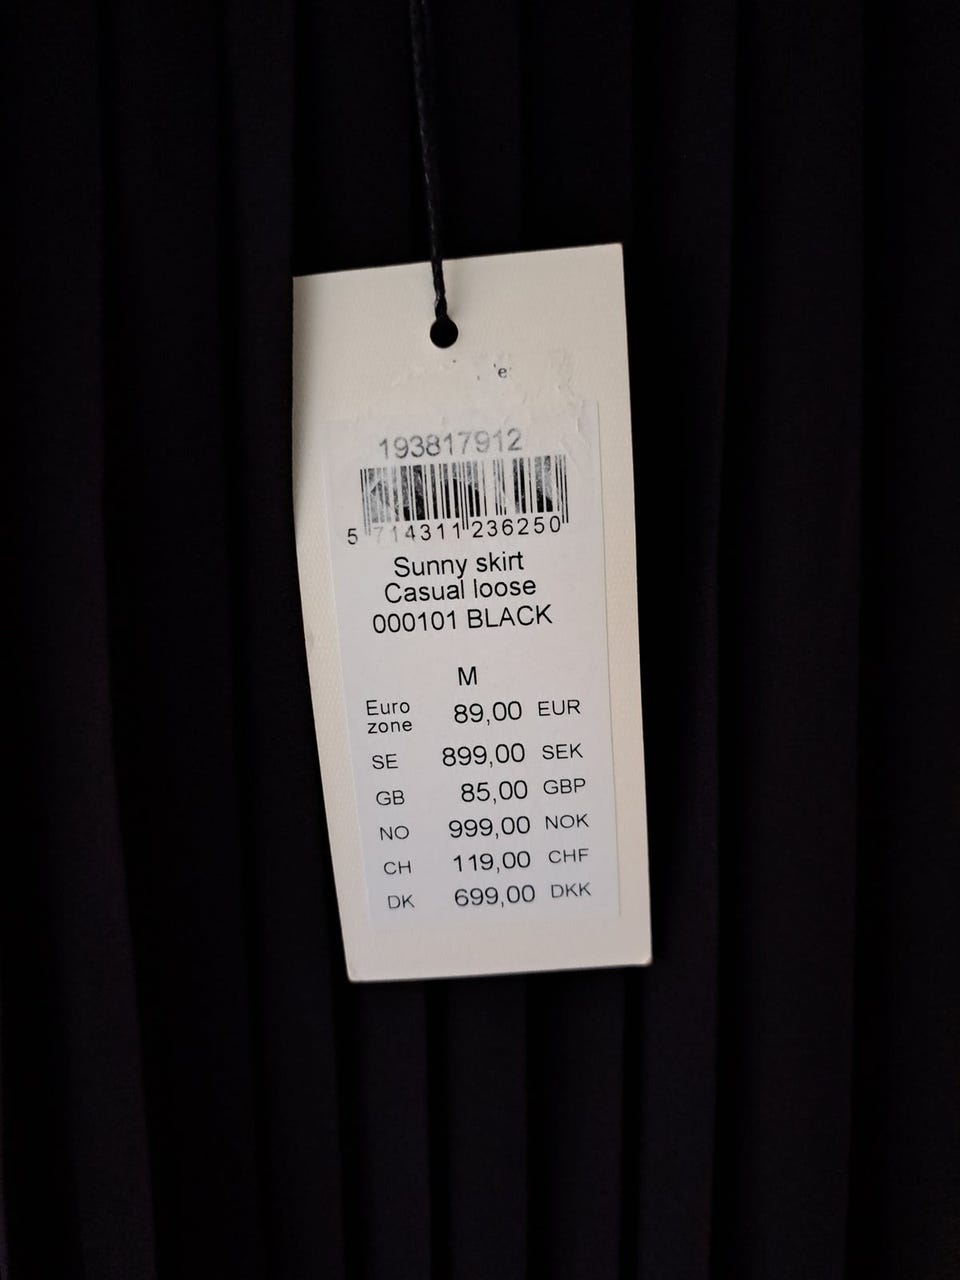 193817912
5 714311 236250
Sunny skirt
Casual loose
000101 BLACK
M
Euro zone 89,00 EUR
SE 899,00 SEK
GB 85,00 GBP
NO 999,00 NOK
CH 119,00 CHF
DK 699,00 DKK